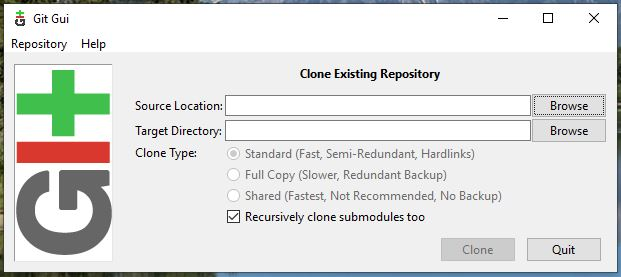 Git Gui
Repository Help
Clone Existing Repository
Source Location: Browse
Target Directory: Browse
Clone Type: Standard (Fast, Semi-Redundant, Hardlinks)
Full Copy (Slower, Redundant Backup)
Shared (Fastest, Not Recommended, No Backup)
Recursively clone submodules too
Clone Quit
GIt